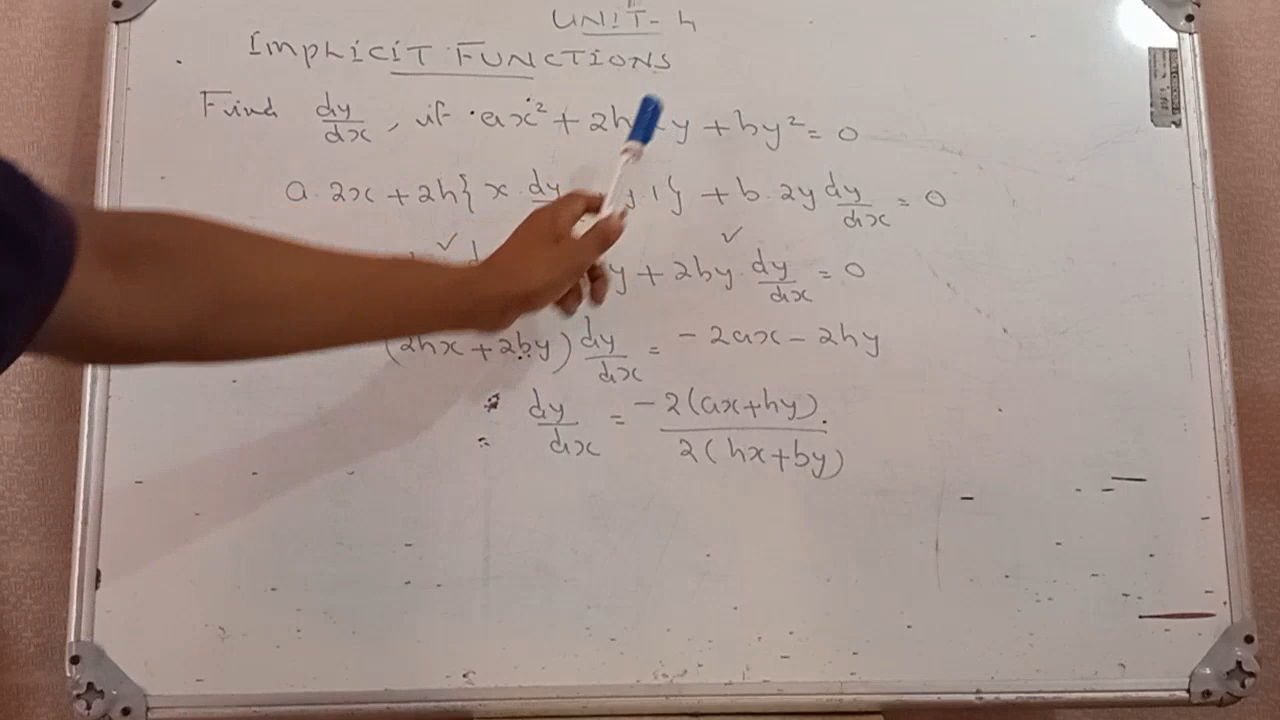 UNIT-4
IMPLICIT FUNCTIONS
Find dy/dx, if ax² + 2h y + by² = 0
a·2x + 2h{ x·dy 1} + b·2y dy/dx = 0
y + 2by·dy/dx = 0
(2hx + 2by) dy/dx = -2ax - 2hy
dy/dx = -2(ax+hy)/2(hx+by)